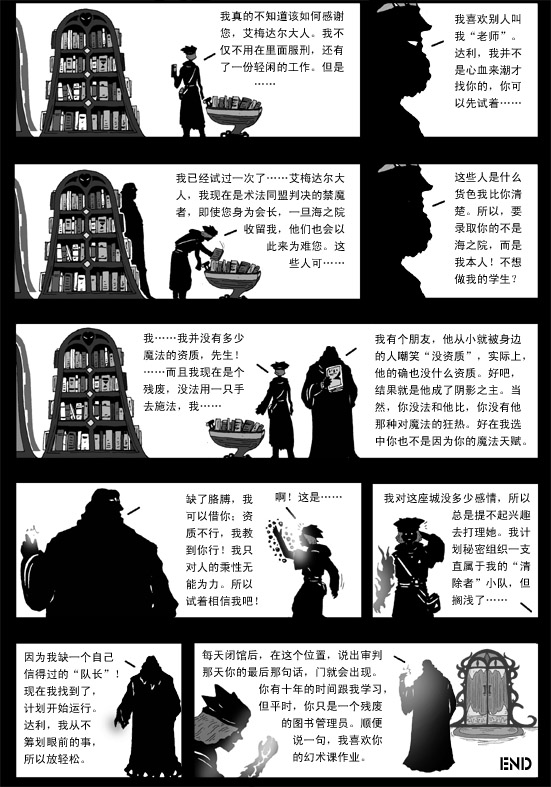 我真的不知道该如何感谢
您，艾梅达尔大人。我不
仅不用在里面服刑，还有
了一份轻闲的工作。但是
……
我喜欢别人叫
我“老师”。
达利，我并不
是心血来潮才
找你的，你可
以先试着……
我已经试过一次了……艾梅达尔大
人，我现在是术法同盟判决的禁魔
者，即使您身为会长，一旦海之院
收留我，他们也会以
此来为难您。这
些人可……
这些人是什么
货色我比你清
楚。所以，要
录取你的不是
海之院，而是
我本人！不想
做我的学生？
我……我并没有多少
魔法的资质，先生！
……而且我现在是个
残废，没法用一只手
去施法，我……
我有个朋友，他从小就被身边
的人嘲笑“没资质”，实际上，
他的确也没什么资质。好吧，
结果就是他成了阴影之主。当
然，你没法和他比，你没有他
那种对魔法的狂热。好在我选
中你也不是因为你的魔法天赋。
缺了胳膊，我
可以借你；资
质不行，我教
到你行！我只
对人的秉性无
能为力。所以
试着相信我吧！
啊！这是……
我对这座城没多少感情，所以
总是提不起兴趣
去打理她。我计
划秘密组织一支
直属于我的“清
除者”小队，但
搁浅了……
因为我缺一个自己
信得过的“队长”！
现在我找到了，
计划开始运行。
达利，我从不
筹划眼前的事，
所以放轻松。
每天闭馆后，在这个位置，说出审判
那天你的最后那句话，门就会出现。
你有十年的时间跟我学习，
但平时，你只是一个残废
的图书管理员。顺便
说一句，我喜欢你
的幻术课作业。
END